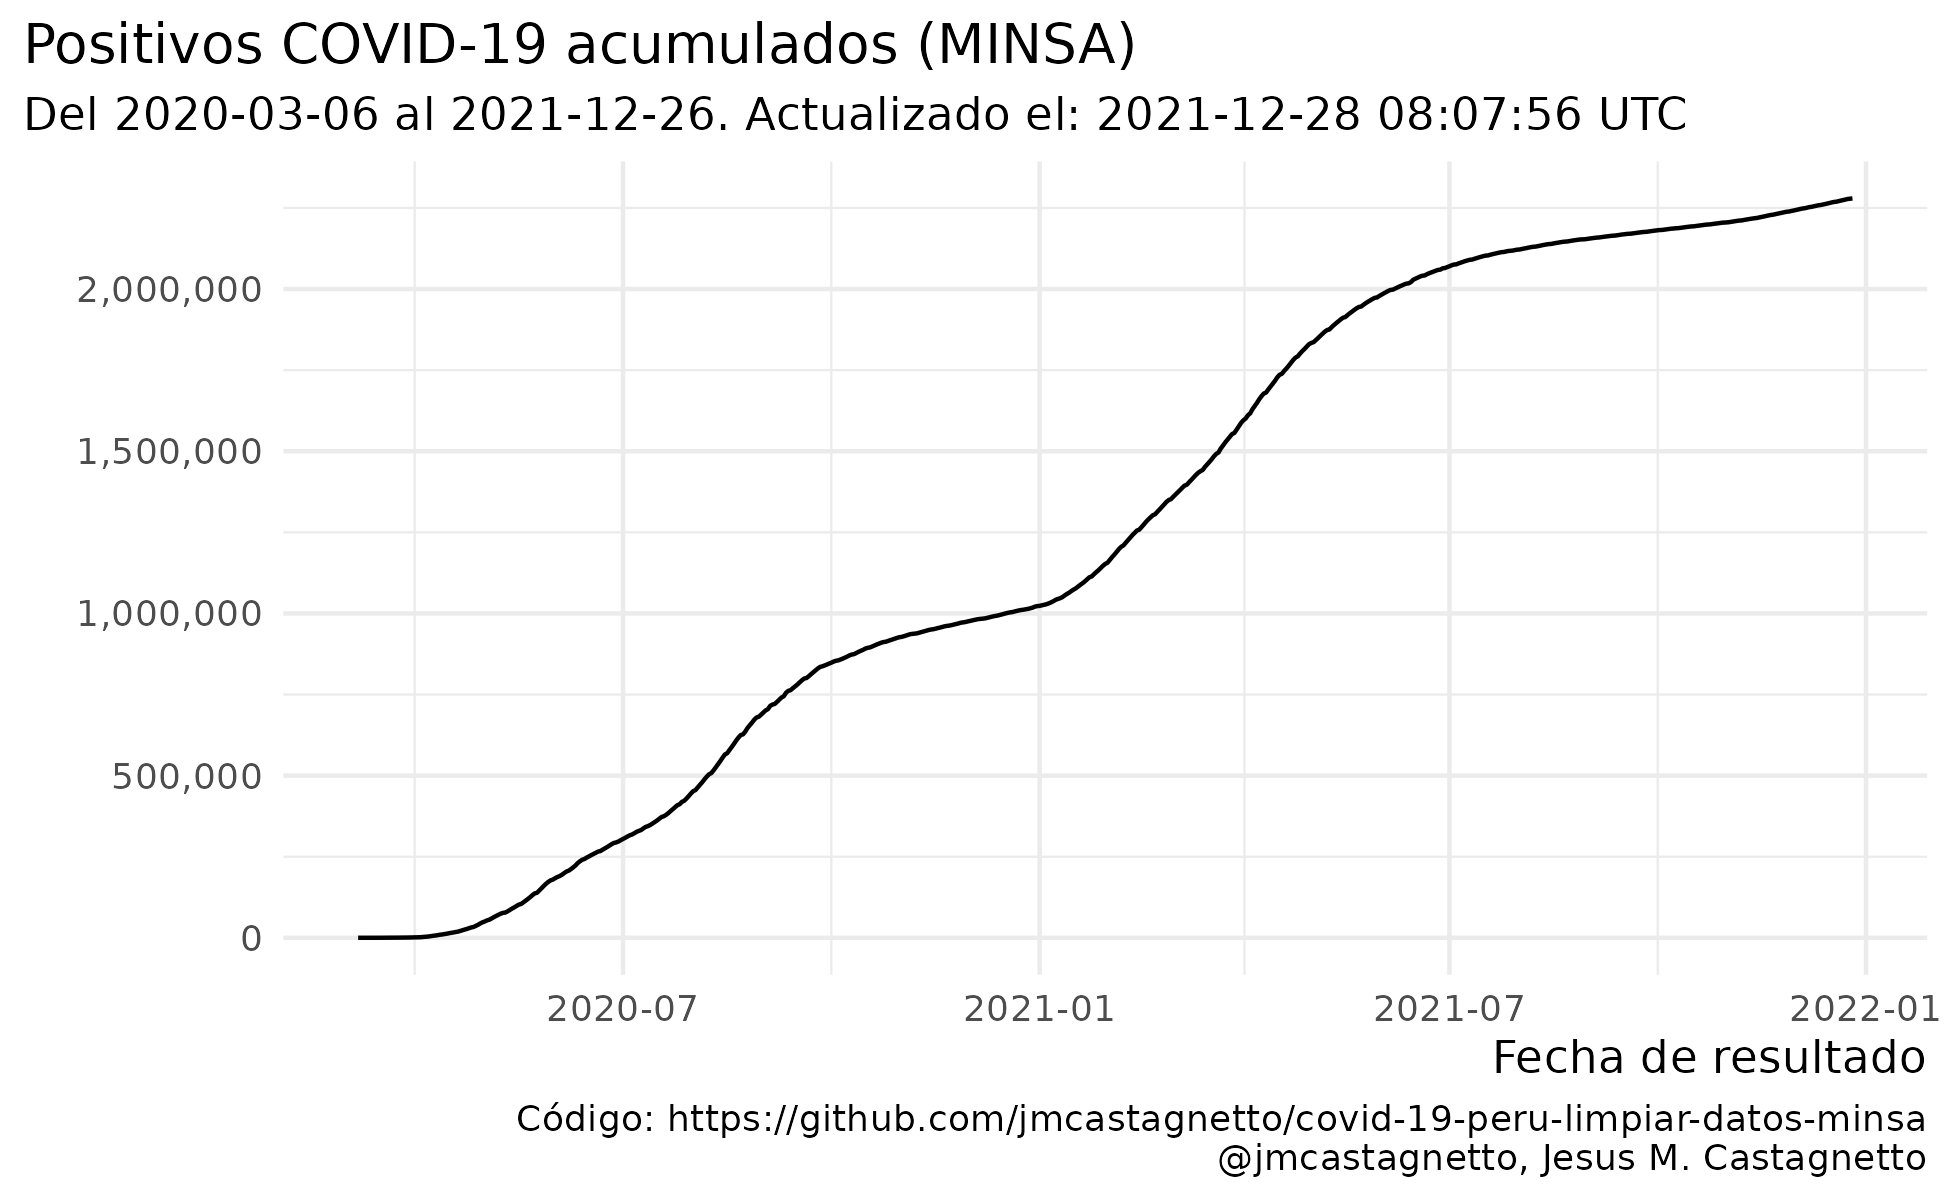 Positivos COVID-19 acumulados (MINSA)
Del 2020-03-06 al 2021-12-26. Actualizado el: 2021-12-28 08:07:56 UTC
2,000,000
1,500,000
1,000,000
500,000
0
2020-07 2021-01 2021-07 2022-01
Fecha de resultado
Código: https://github.com/jmcastagnetto/covid-19-peru-limpiar-datos-minsa
@jmcastagnetto, Jesus M. Castagnetto